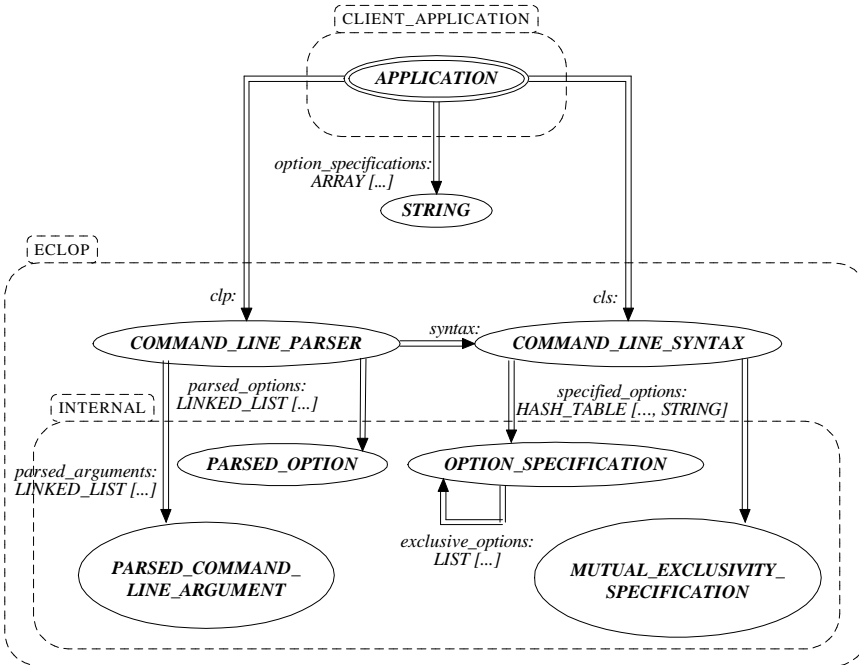 CLIENT_APPLICATION
APPLICATION
option_specifications:
ARRAY [...]
STRING
ECLOP
clp:
cls:
COMMAND_LINE_PARSER
syntax:
COMMAND_LINE_SYNTAX
parsed_options:
LINKED_LIST [...]
specified_options:
HASH_TABLE [..., STRING]
INTERNAL
parsed_arguments:
LINKED_LIST [...]
PARSED_OPTION
OPTION_SPECIFICATION
exclusive_options:
LIST [...]
PARSED_COMMAND_
LINE_ARGUMENT
MUTUAL_EXCLUSIVITY_
SPECIFICATION